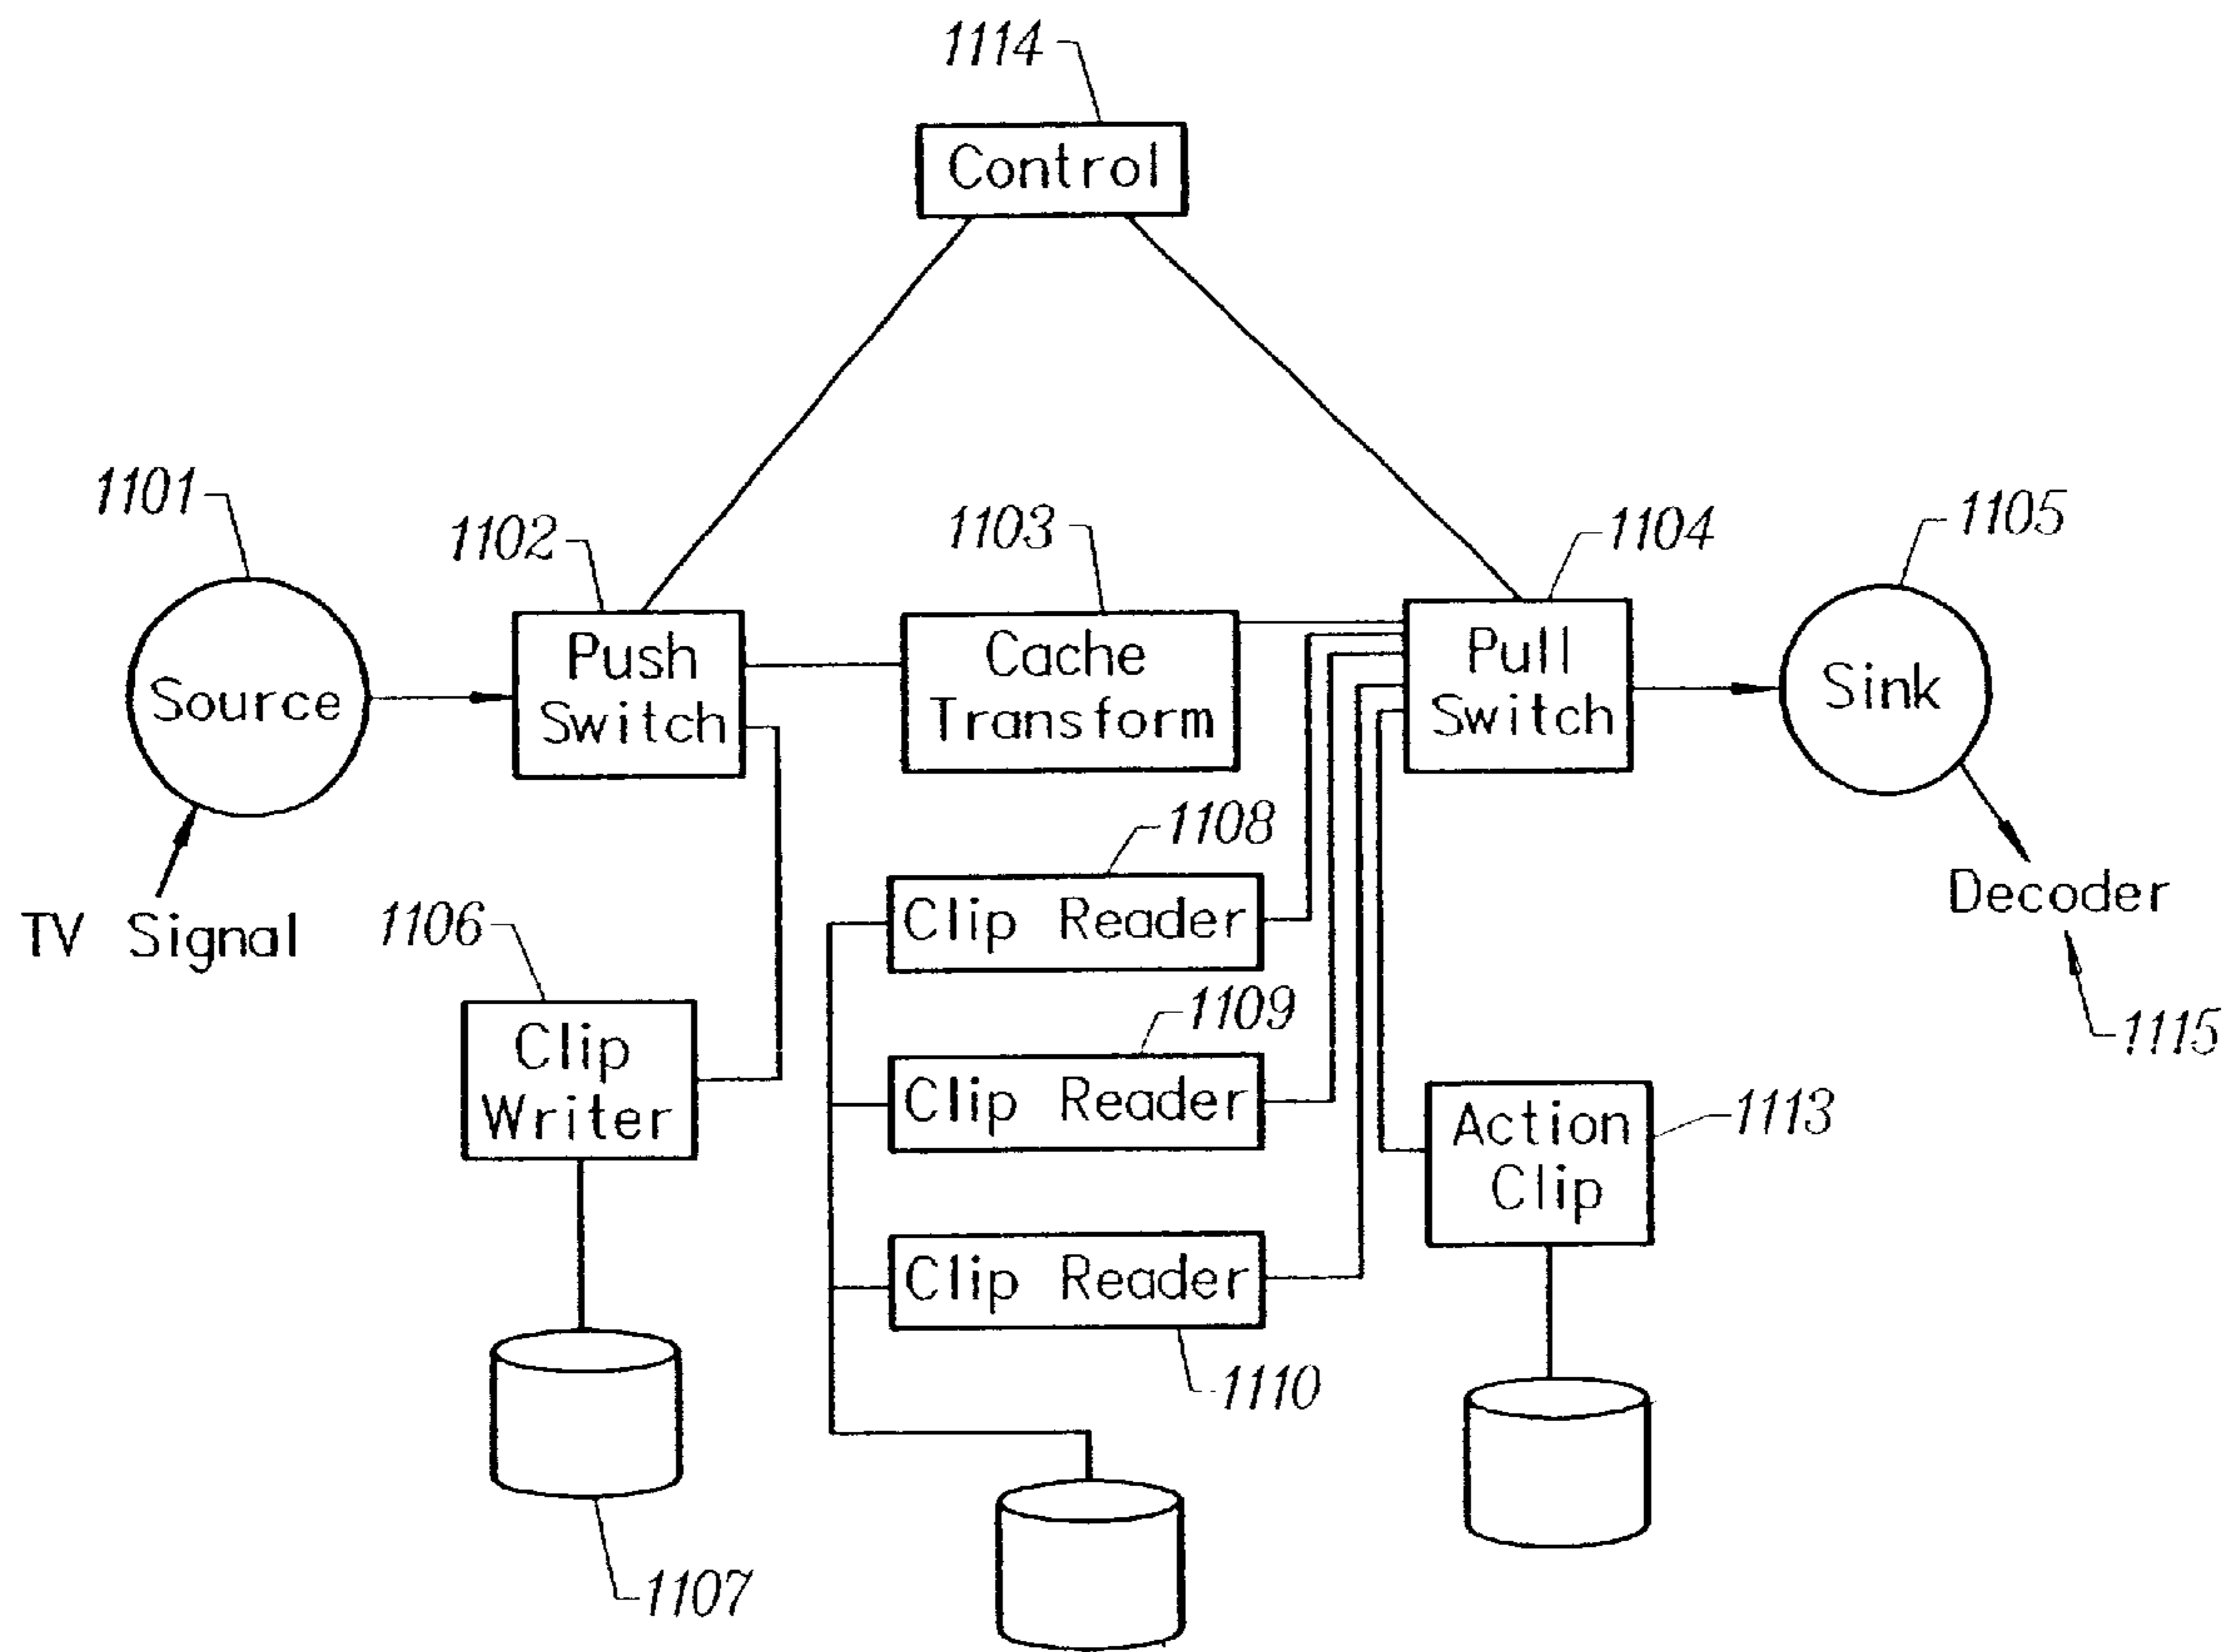 1114
Control
1101
1102
1103
1104
1105
Source
Push
Switch
Cache
Transform
Pull
Switch
Sink
TV Signal
1106
Clip
Writer
1107
1108
Clip Reader
1109
Clip Reader
Clip Reader
1110
Action
Clip
1113
Decoder
1115